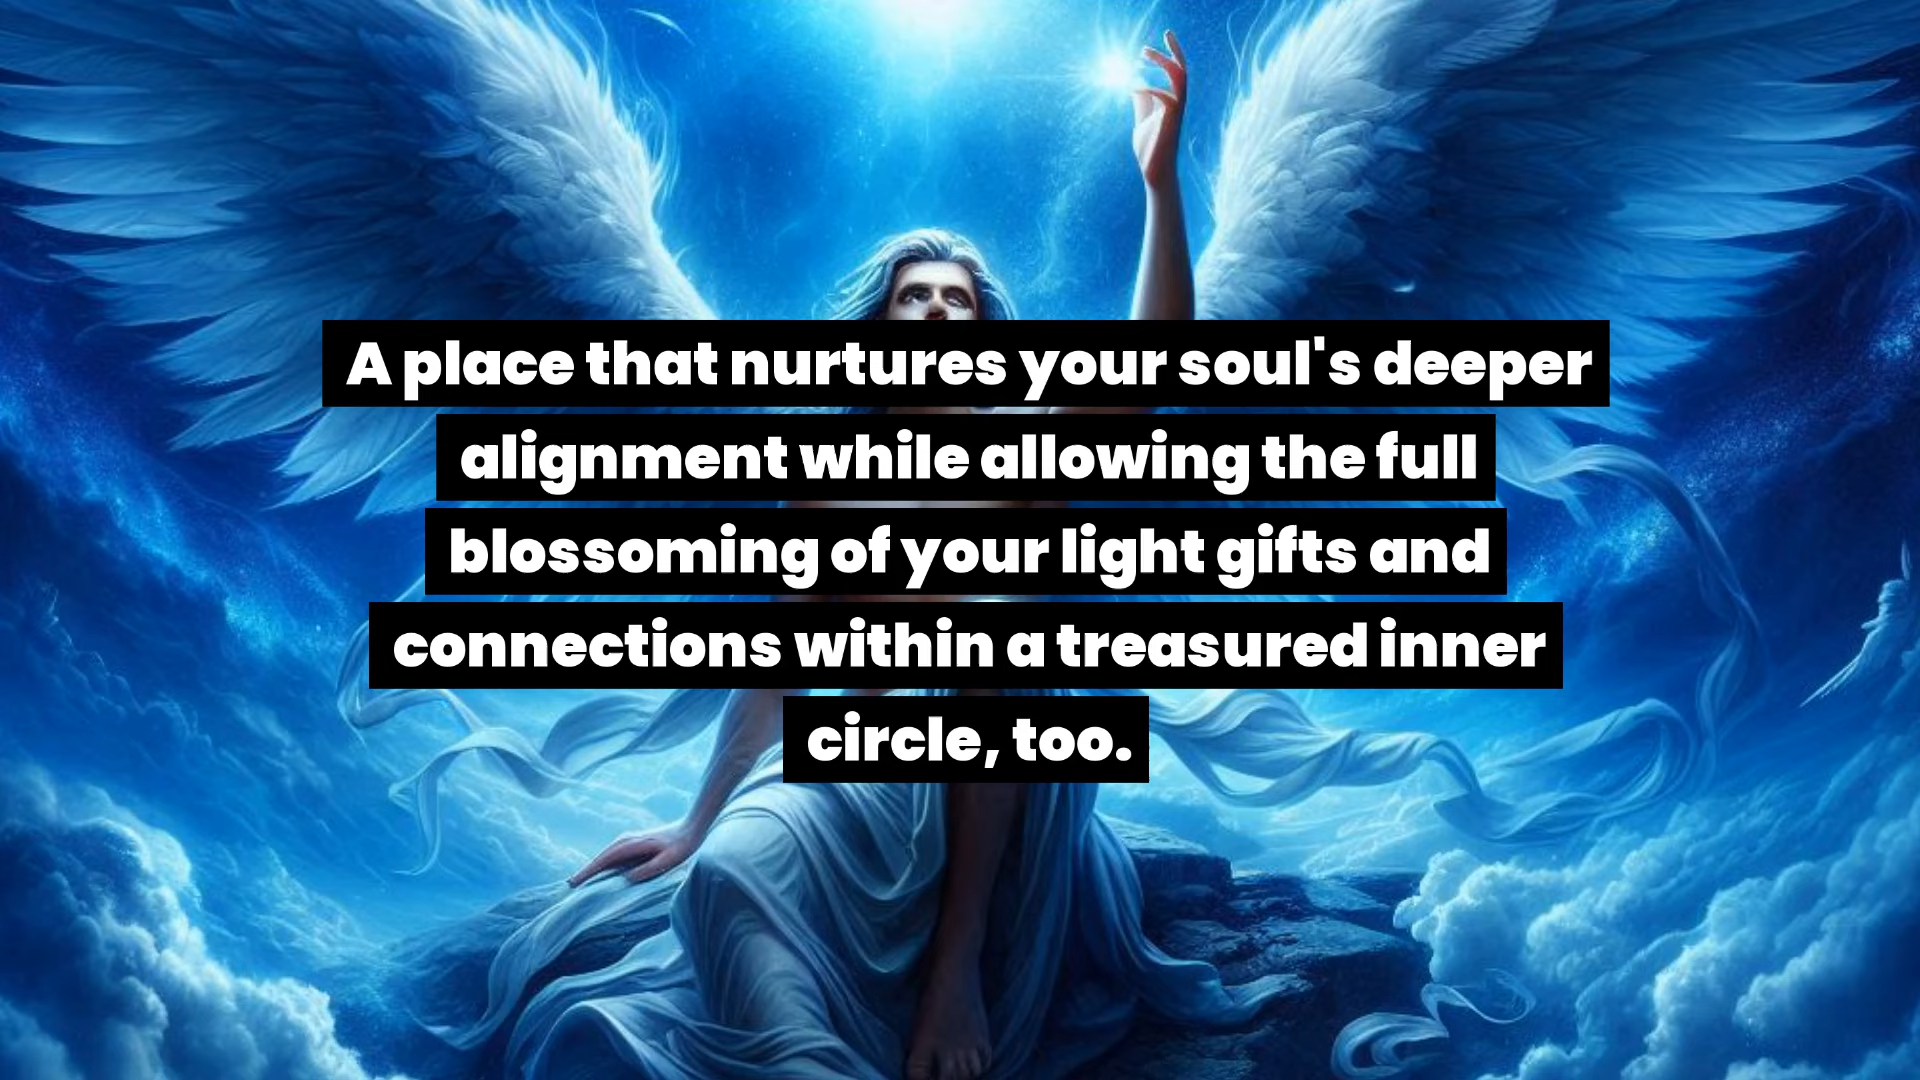 A place that nurtures your soul's deeper
alignment while allowing the full
blossoming of your light gifts and
connections within a treasured inner
circle, too.